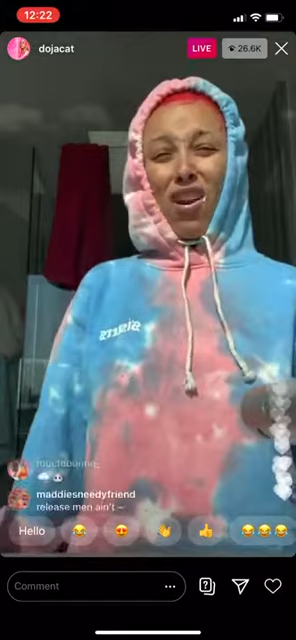 12:22
dojacat
LIVE
26.6K
maddiesneedyfriend
release men ain't –
Hello
Comment